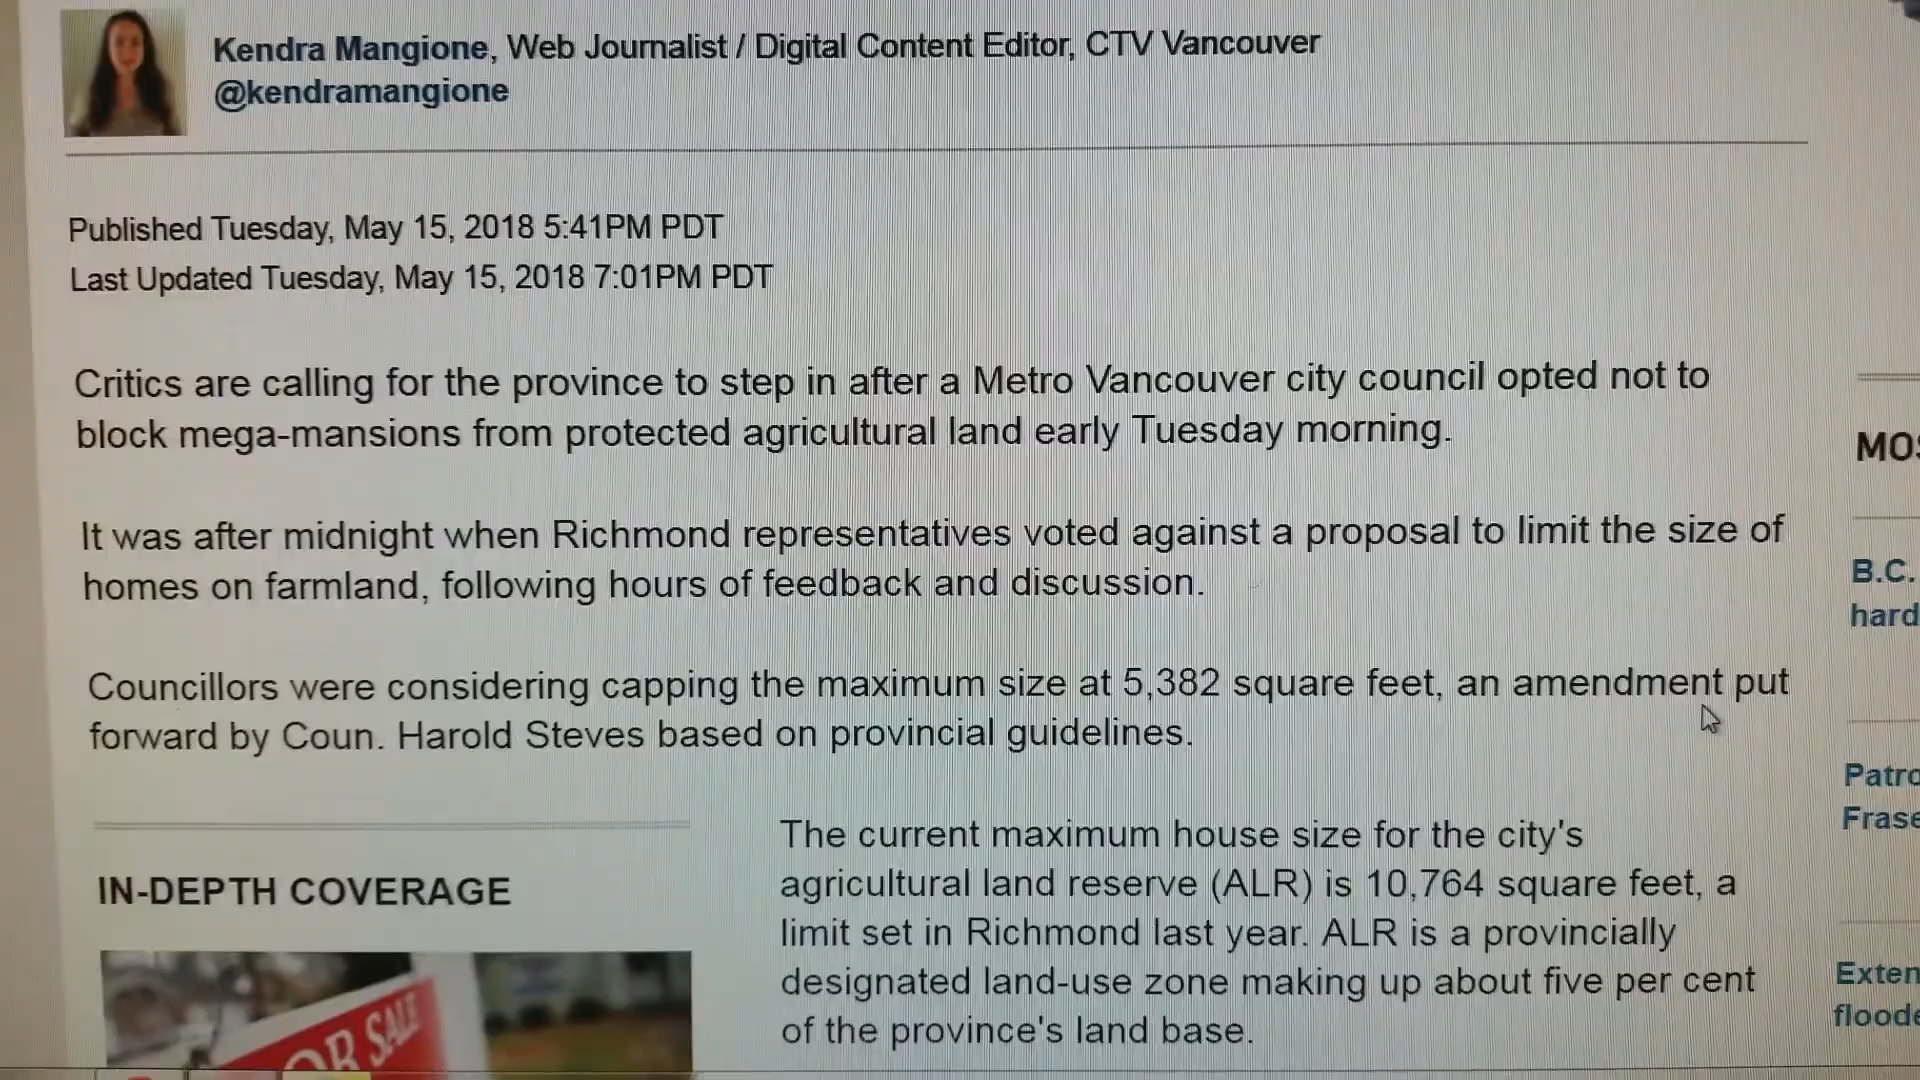 Kendra Mangione, Web Journalist / Digital Content Editor, CTV Vancouver
@kendramangione
Published Tuesday, May 15, 2018 5:41PM PDT
Last Updated Tuesday, May 15, 2018 7:01PM PDT
Critics are calling for the province to step in after a Metro Vancouver city council opted not to
block mega-mansions from protected agricultural land early Tuesday morning.
It was after midnight when Richmond representatives voted against a proposal to limit the size of
homes on farmland, following hours of feedback and discussion.
Councillors were considering capping the maximum size at 5,382 square feet, an amendment put
forward by Coun. Harold Steves based on provincial guidelines.
IN-DEPTH COVERAGE
OR SALE
The current maximum house size for the city's
agricultural land reserve (ALR) is 10,764 square feet, a
limit set in Richmond last year. ALR is a provincially
designated land-use zone making up about five per cent
of the province's land base.
B.C.
hard